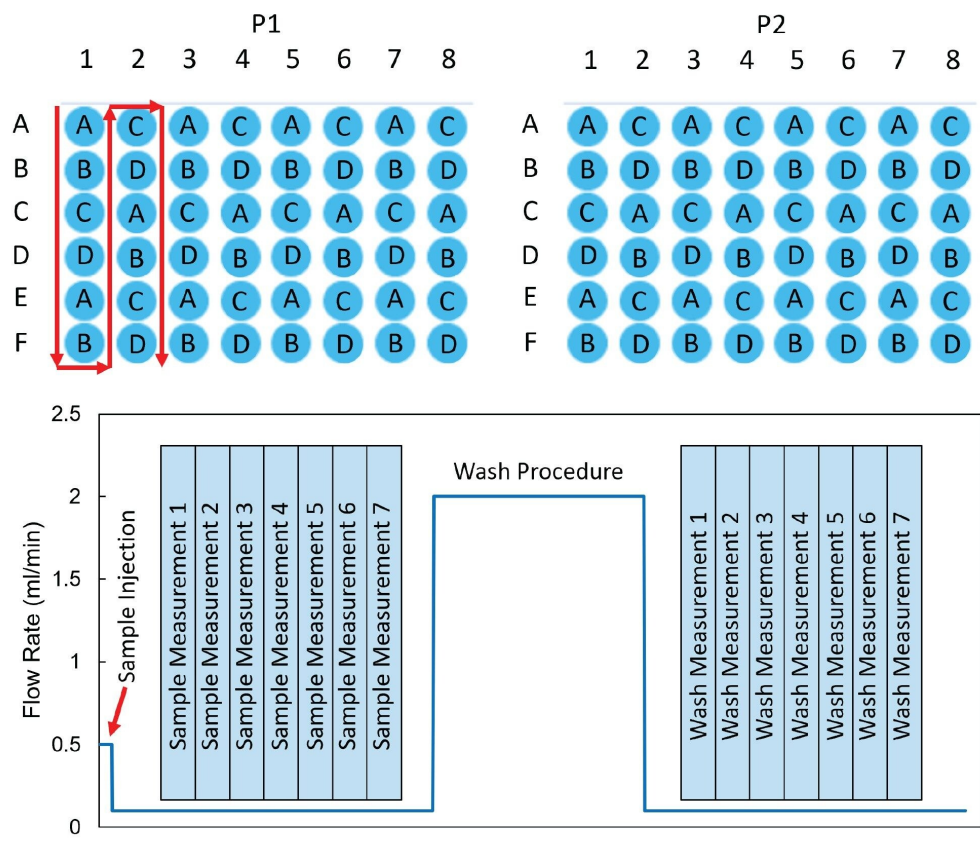 P1
1 2 3 4 5 6 7 8
A A C A C A C A C
B B D B D B D B D
C C A C A C A C A
D D B D B D B D B
E A C A C A C A C
F B D B D B D B D
P2
1 2 3 4 5 6 7 8
A A C A C A C A C
B B D B D B D B D
C C A C A C A C A
D D B D B D B D B
E A C A C A C A C
F B D B D B D B D
Flow Rate (ml/min)
2.5
2
1.5
1
0.5
0
Sample Injection
Sample Measurement 1
Sample Measurement 2
Sample Measurement 3
Sample Measurement 4
Sample Measurement 5
Sample Measurement 6
Sample Measurement 7
Wash Procedure
Wash Measurement 1
Wash Measurement 2
Wash Measurement 3
Wash Measurement 4
Wash Measurement 5
Wash Measurement 6
Wash Measurement 7